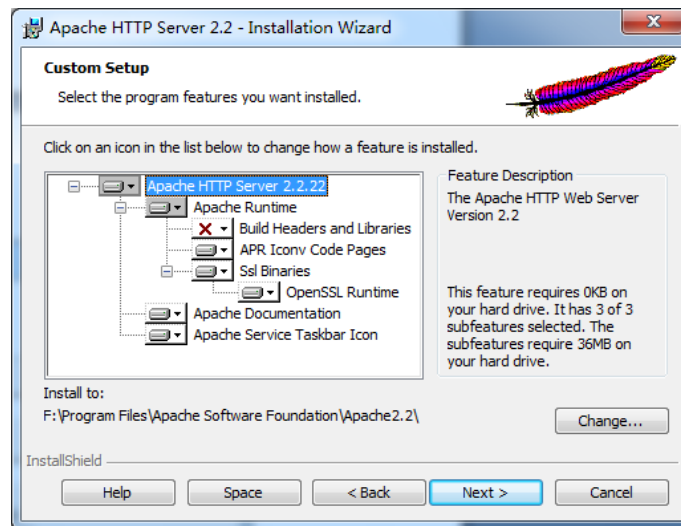 Apache HTTP Server 2.2 - Installation Wizard
Custom Setup
Select the program features you want installed.
Click on an icon in the list below to change how a feature is installed.
Apache HTTP Server 2.2.22
Apache Runtime
Build Headers and Libraries
APR Iconv Code Pages
Ssl Binaries
OpenSSL Runtime
Apache Documentation
Apache Service Taskbar Icon
Feature Description
The Apache HTTP Web Server
Version 2.2
This feature requires 0KB on
your hard drive. It has 3 of 3
subfeatures selected. The
subfeatures require 36MB on
your hard drive.
Install to:
F:\Program Files\Apache Software Foundation\Apache2.2\
Change...
InstallShield
Help
Space
< Back
Next >
Cancel